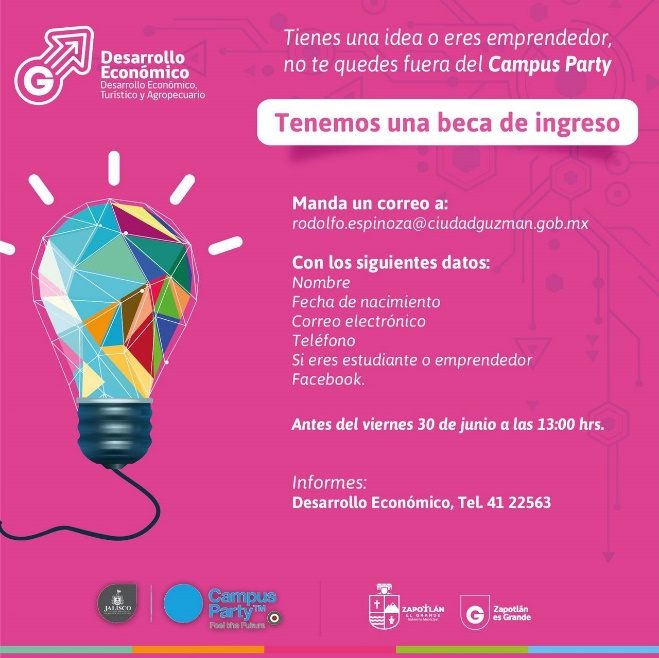 Desarrollo
Económico
Desarrollo Económico,
Turístico y Agropecuario
Tienes una idea o eres emprendedor,
no te quedes fuera del Campus Party
Tenemos una beca de ingreso
Manda un correo a:
rodolfo.espinoza@ciudadguzman.gob.mx
Con los siguientes datos:
Nombre
Fecha de nacimiento
Correo electrónico
Teléfono
Si eres estudiante o emprendedor
Facebook.
Antes del viernes 30 de junio a las 13:00 hrs.
Informes:
Desarrollo Económico, Tel. 41 22563
JALISCO
Campus
Party™
Feel the Future
ZAPOTLÁN
EL GRANDE
G
Zapotlán
es Grande